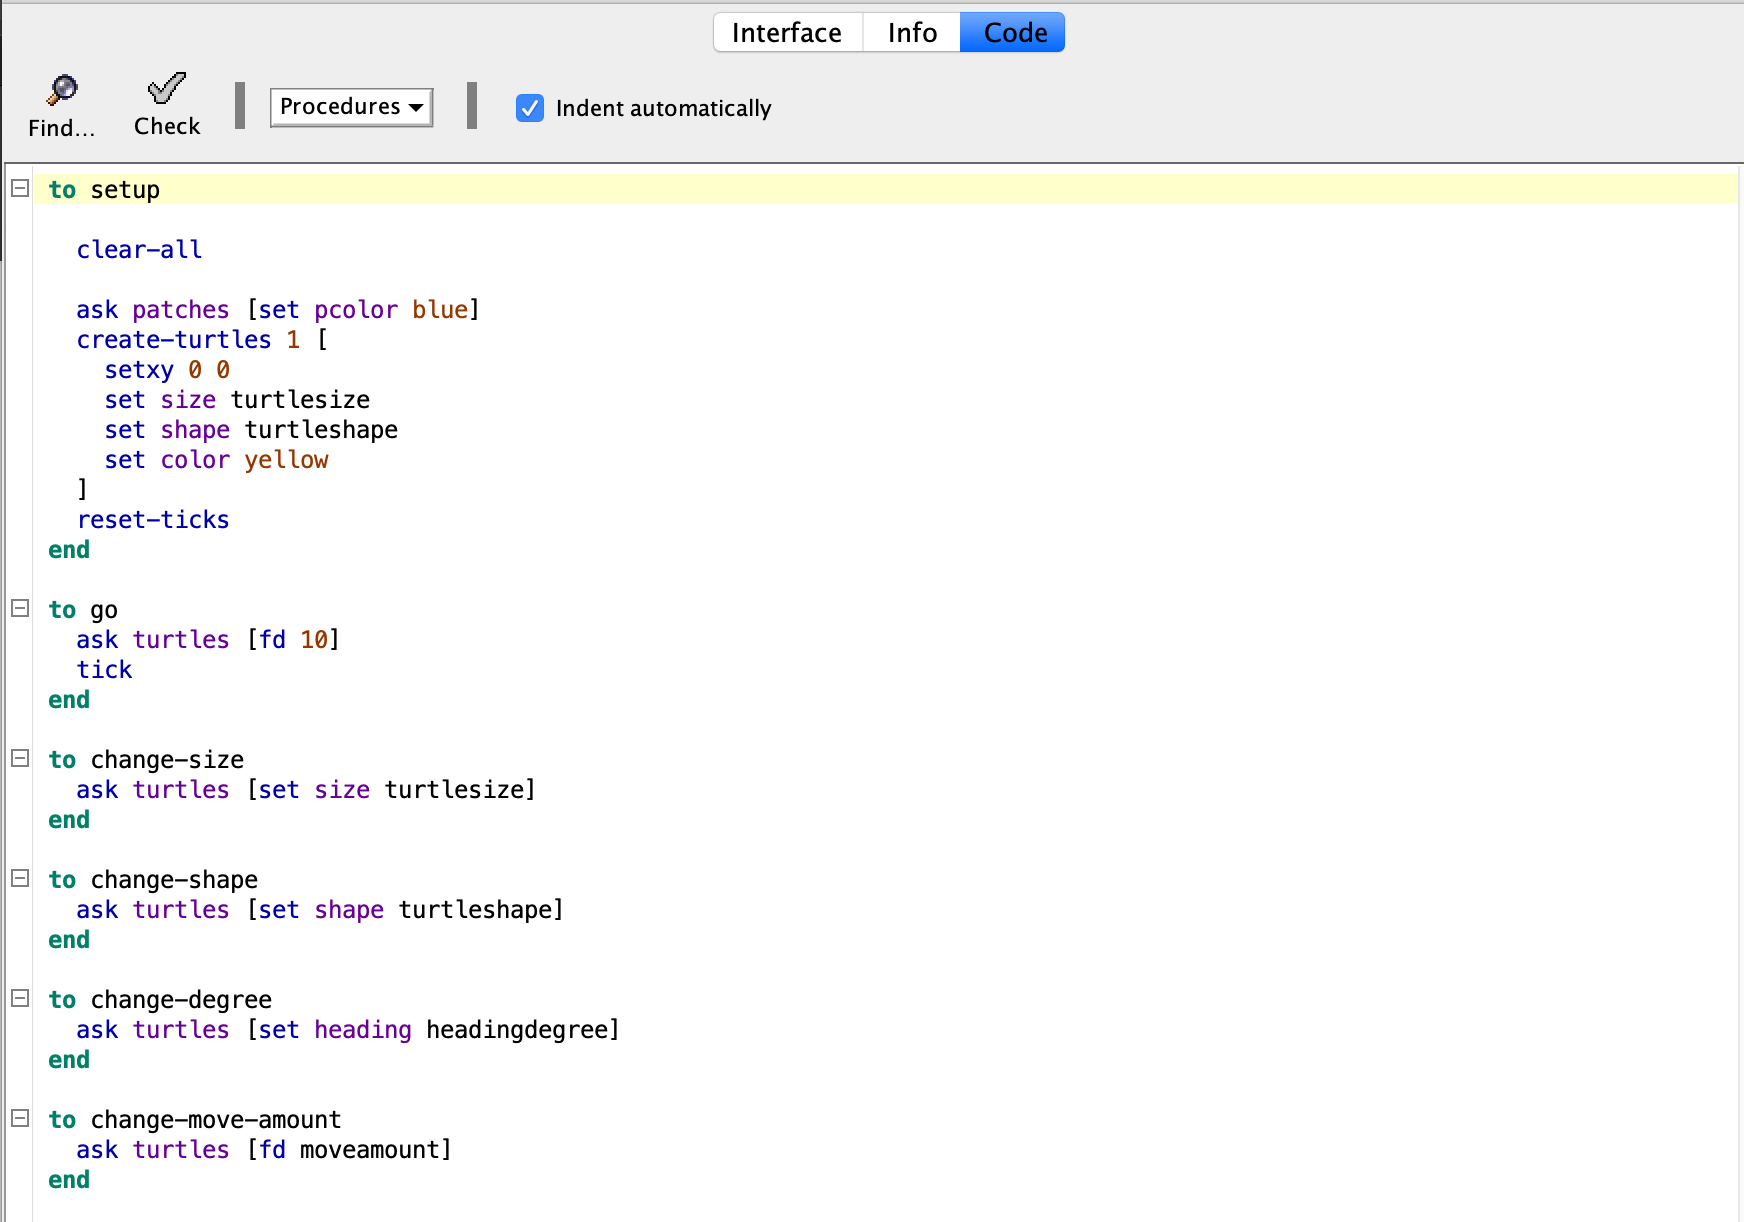 Interface Info Code
Find... Check Procedures Indent automatically
to setup
clear-all
ask patches [set pcolor blue]
create-turtles 1 [
setxy 0 0
set size turtlesize
set shape turtleshape
set color yellow
]
reset-ticks
end
to go
ask turtles [fd 10]
tick
end
to change-size
ask turtles [set size turtlesize]
end
to change-shape
ask turtles [set shape turtleshape]
end
to change-degree
ask turtles [set heading headingdegree]
end
to change-move-amount
ask turtles [fd moveamount]
end